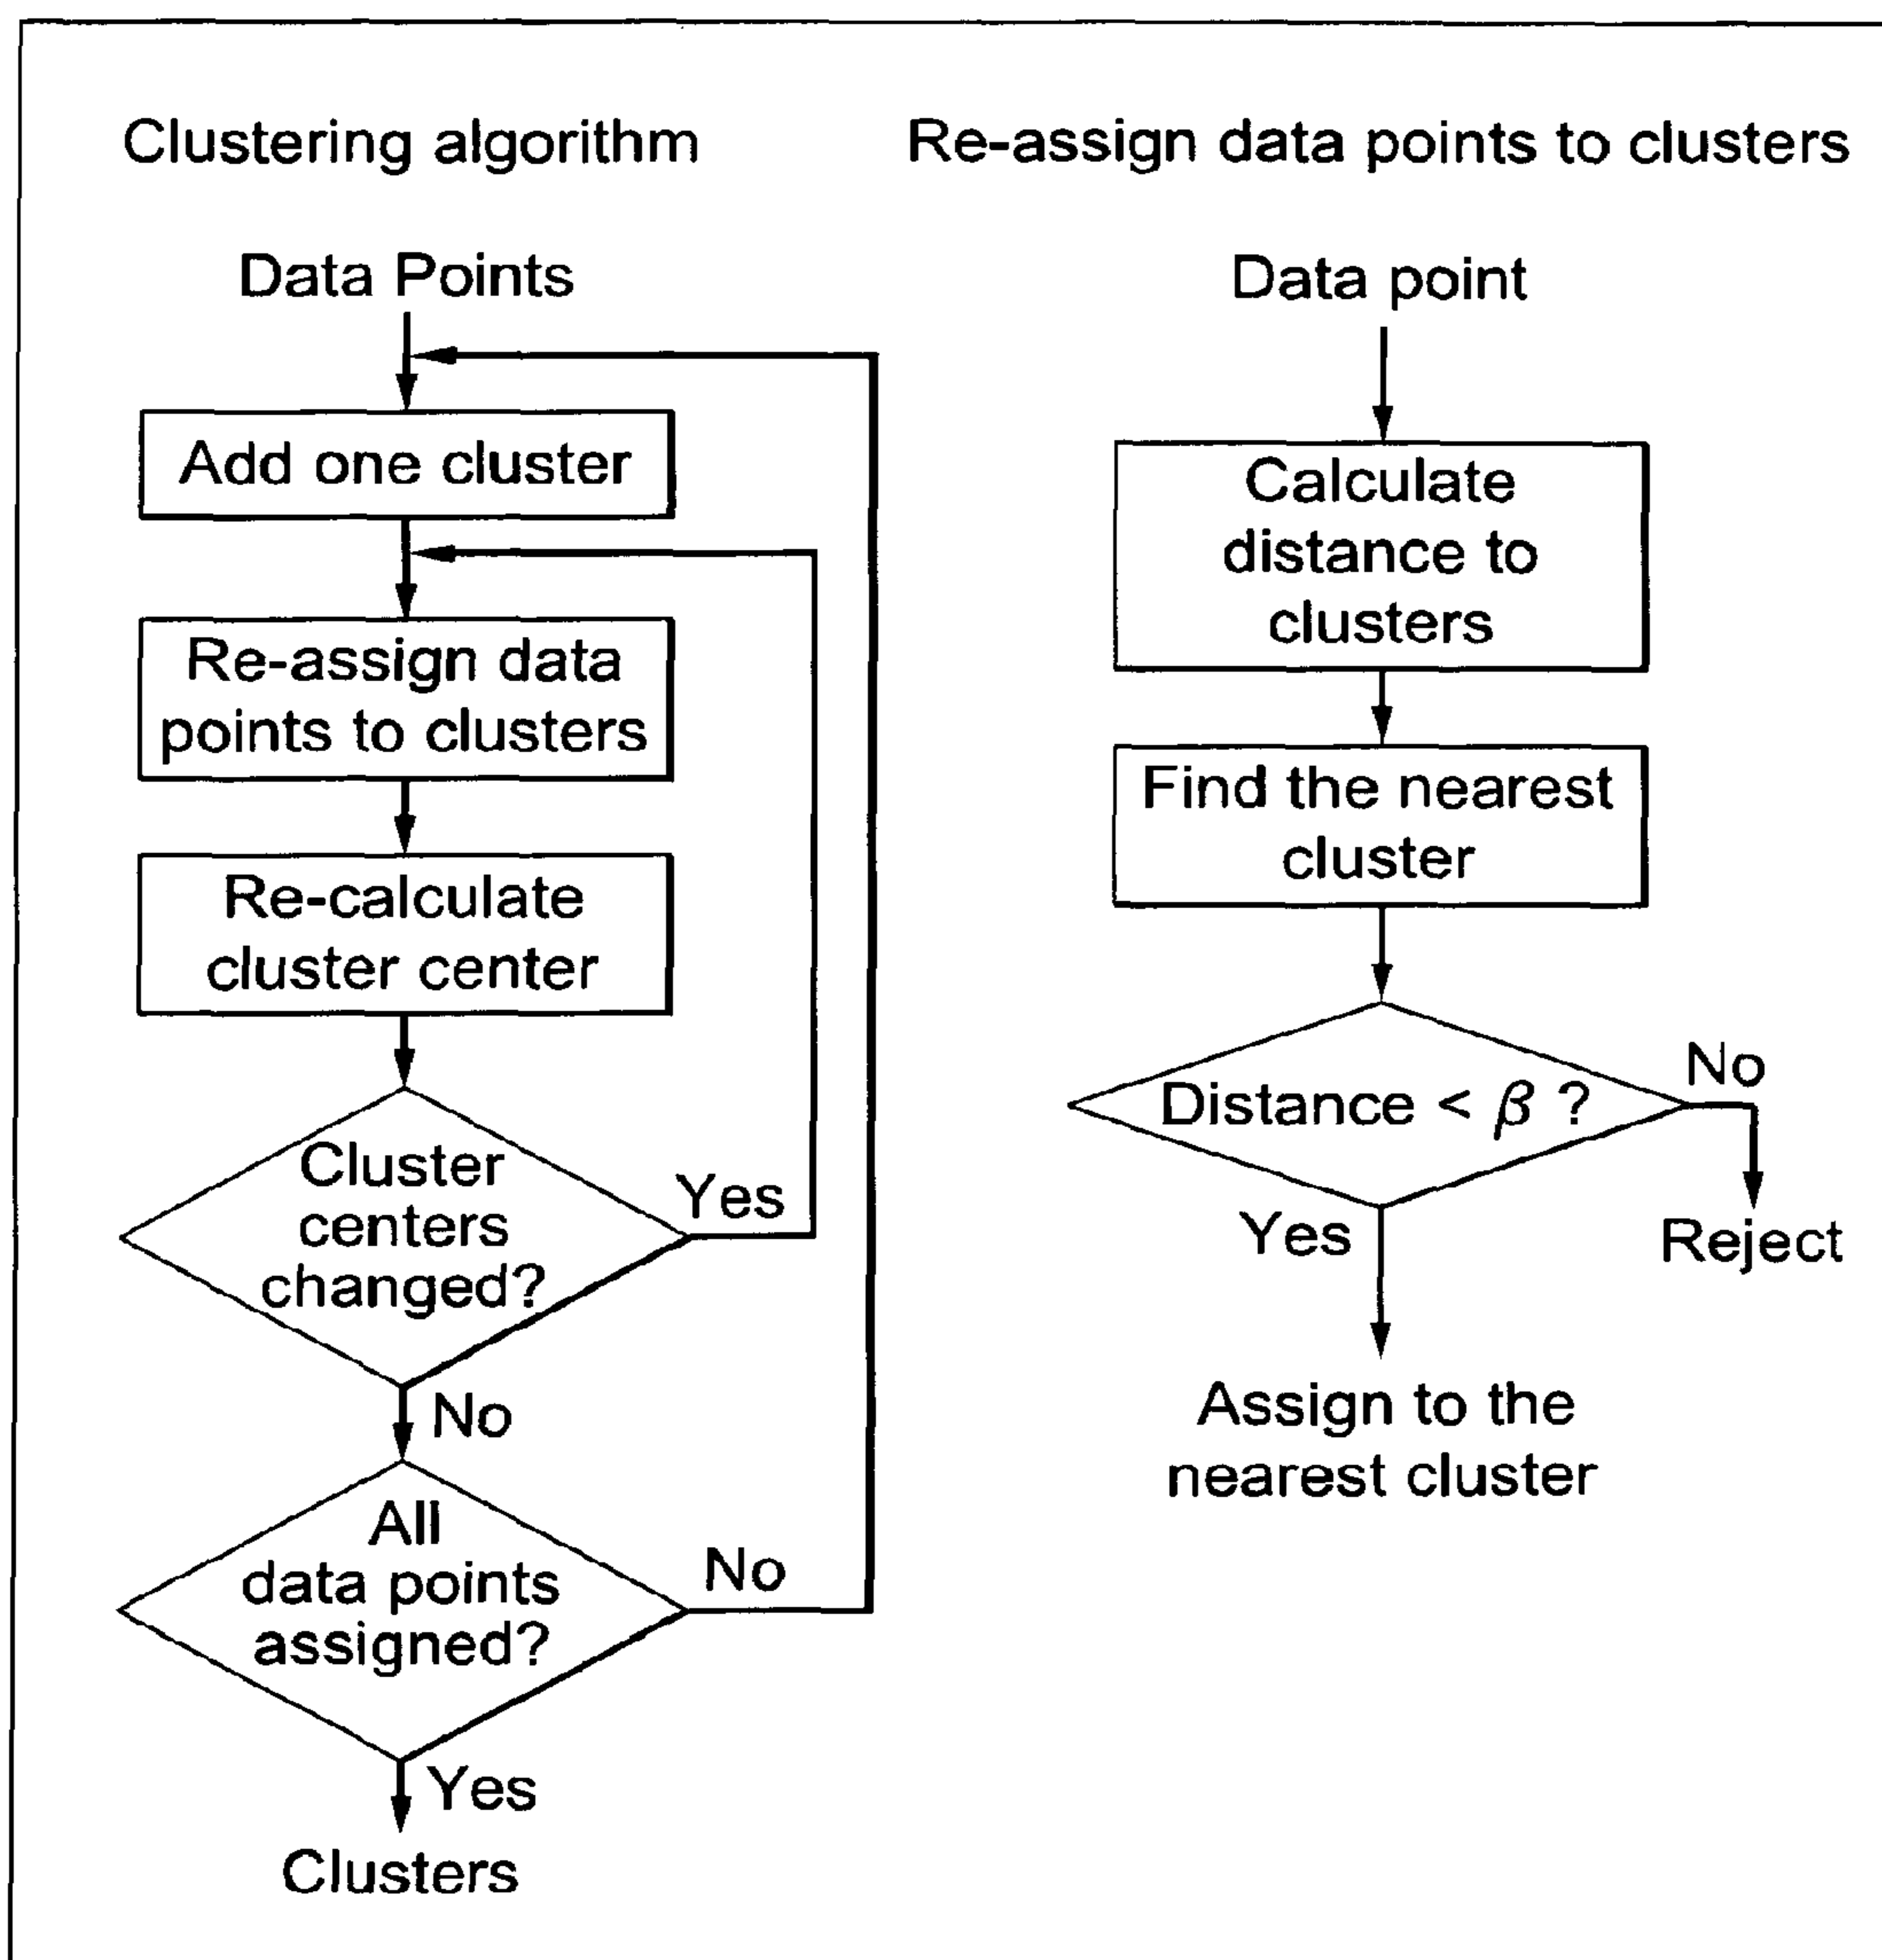 Clustering algorithm
Data Points
Add one cluster
Re-assign data
points to clusters
Re-calculate
cluster center
Cluster
centers
changed?
Yes
No
All
data points
assigned?
No
Yes
Clusters
Re-assign data points to clusters
Data point
Calculate
distance to
clusters
Find the nearest
cluster
Distance < β ?
No
Reject
Yes
Assign to the
nearest cluster